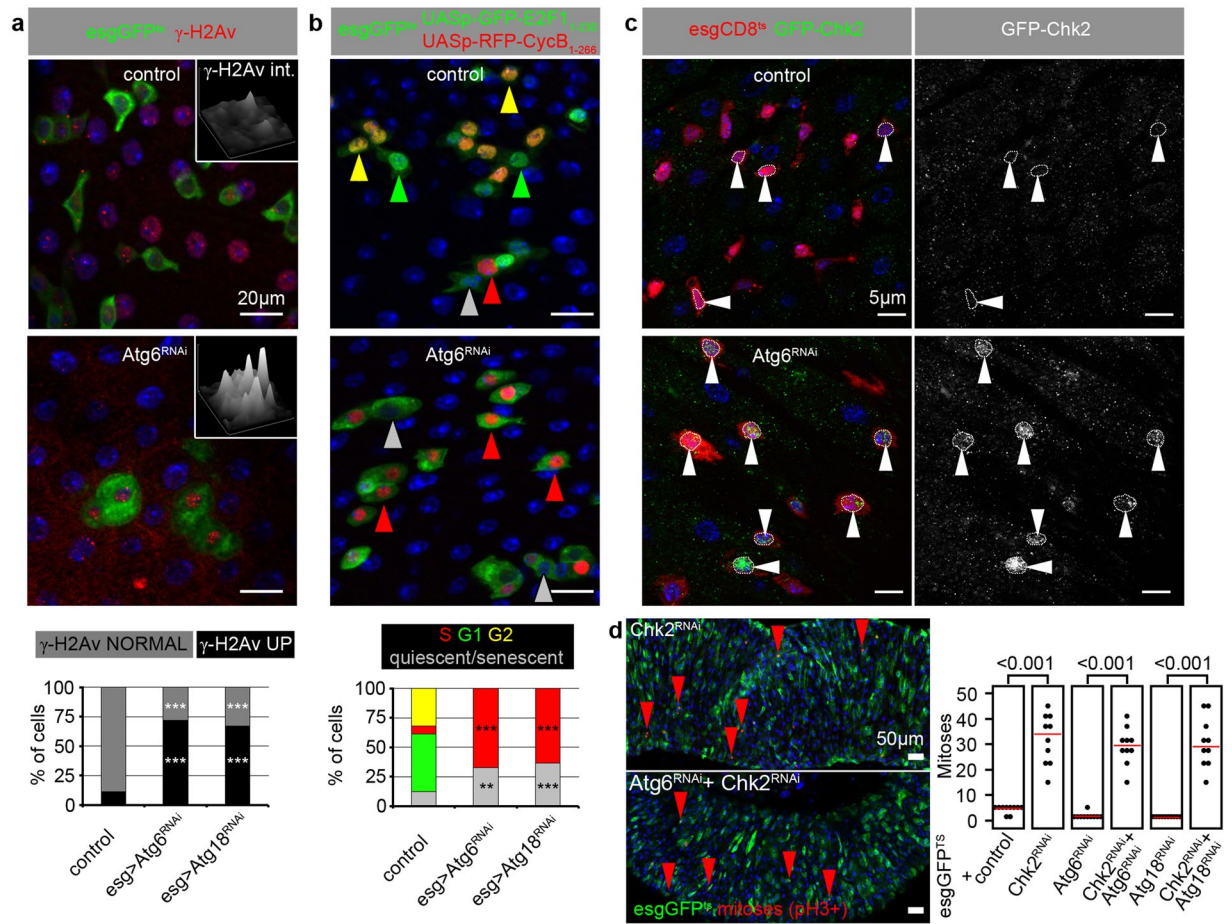 a
esgGFPts γ-H2Av
control
γ-H2Av int.
20µm
Atg6RNAi
γ-H2Av NORMAL
γ-H2Av UP
% of cells
100
75
50
25
0
***
***
***
***
control
esg>Atg6RNAi
esg>Atg18RNAi
b
esgGFPts UASp-GFP-E2F11-230
UASp-RFP-CycB1-266
control
Atg6RNAi
S G1 G2
quiescent/senescent
% of cells
100
75
50
25
0
***
***
**
***
control
esg>Atg6RNAi
esg>Atg18RNAi
c
esgCD8ts GFP-Chk2
GFP-Chk2
control
5µm
Atg6RNAi
d
Chk2RNAi
50µm
Atg6RNAi + Chk2RNAi
esgGFPts mitoses (pH3+)
<0.001
<0.001
<0.001
Mitoses
50
40
30
20
10
0
esgGFPTS
+
control
Chk2RNAi
Atg6RNAi
Chk2RNAi+
Atg6RNAi
Atg18RNAi
Chk2RNAi+
Atg18RNAi